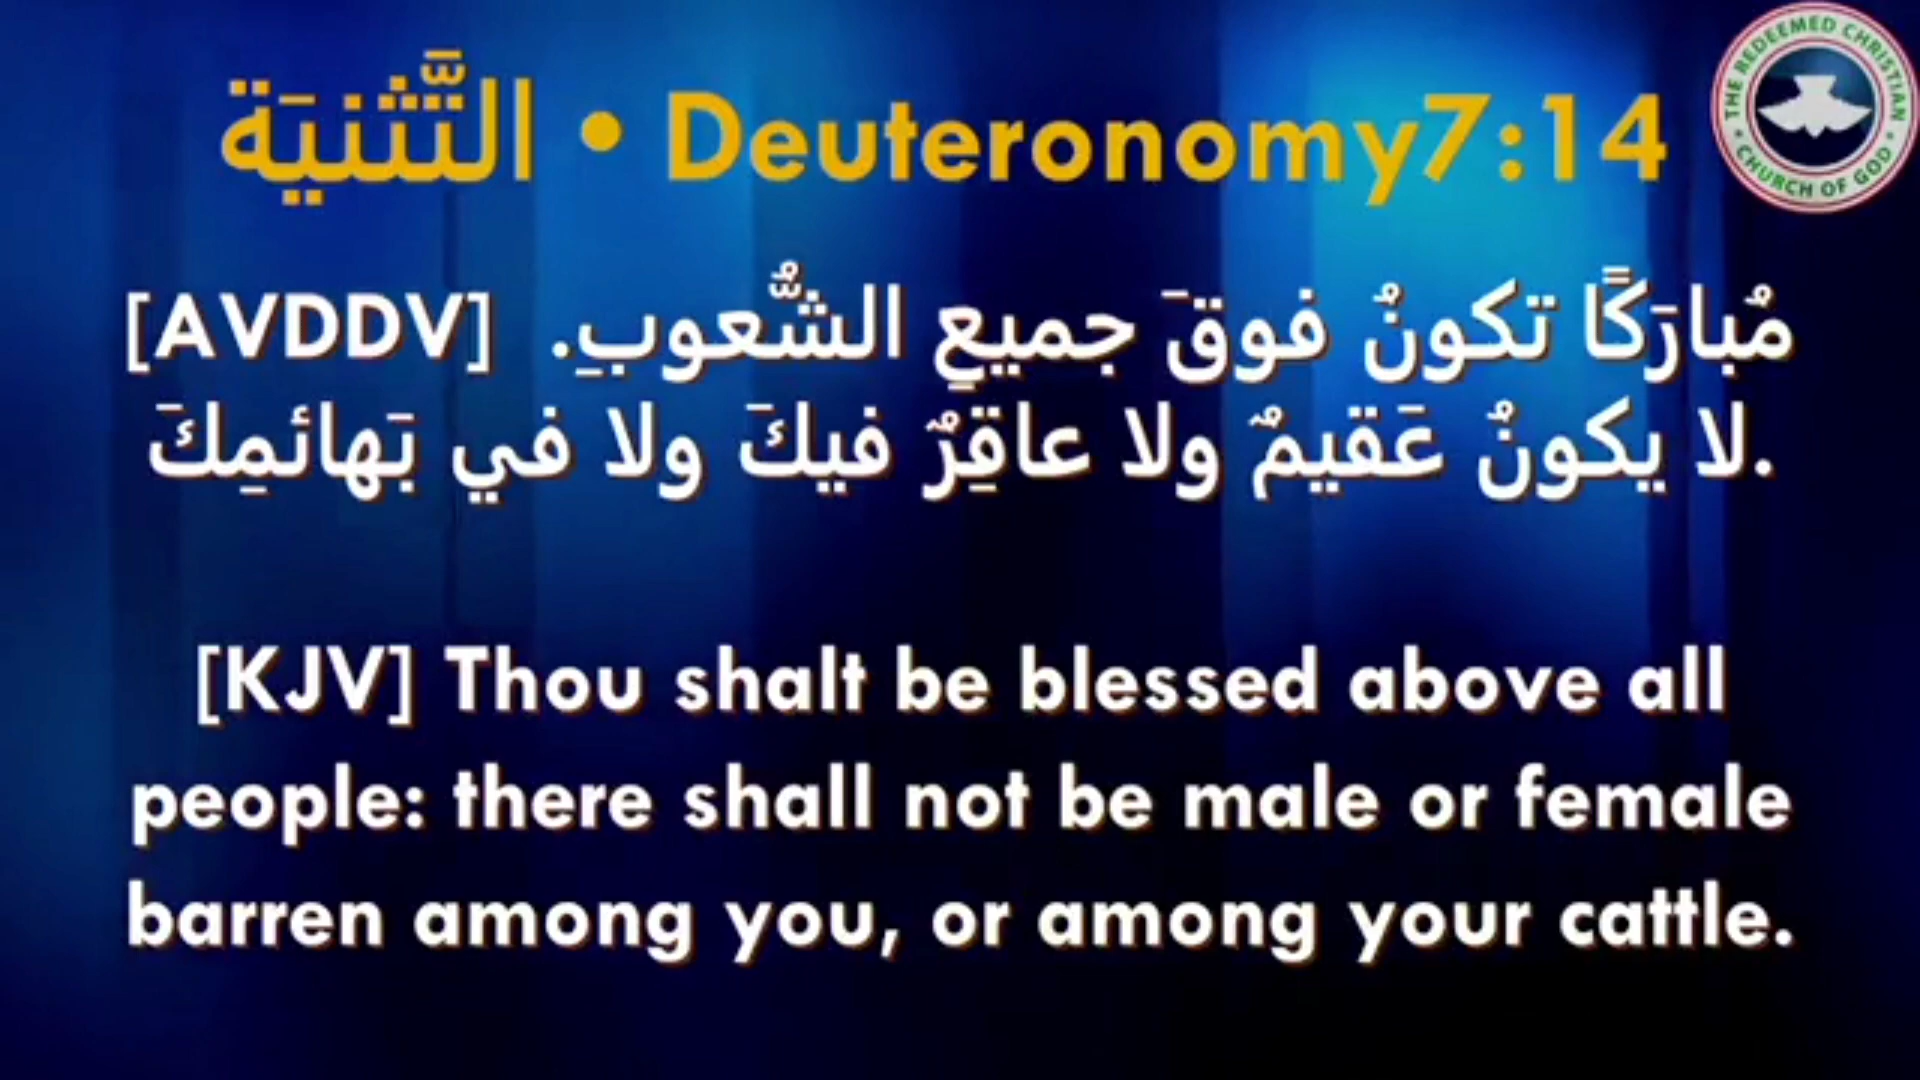 التَّثنيَة • Deuteronomy7:14
THE REDEEMED CHRISTIAN
• CHURCH OF GOD •
[AVDDV] مُبارَكًا تكونُ فوقَ جميعِ الشُّعوبِ.
لا يكونُ عَقيمٌ ولا عاقِرٌ فيكَ ولا في بَهائمِكَ.
[KJV] Thou shalt be blessed above all
people: there shall not be male or female
barren among you, or among your cattle.